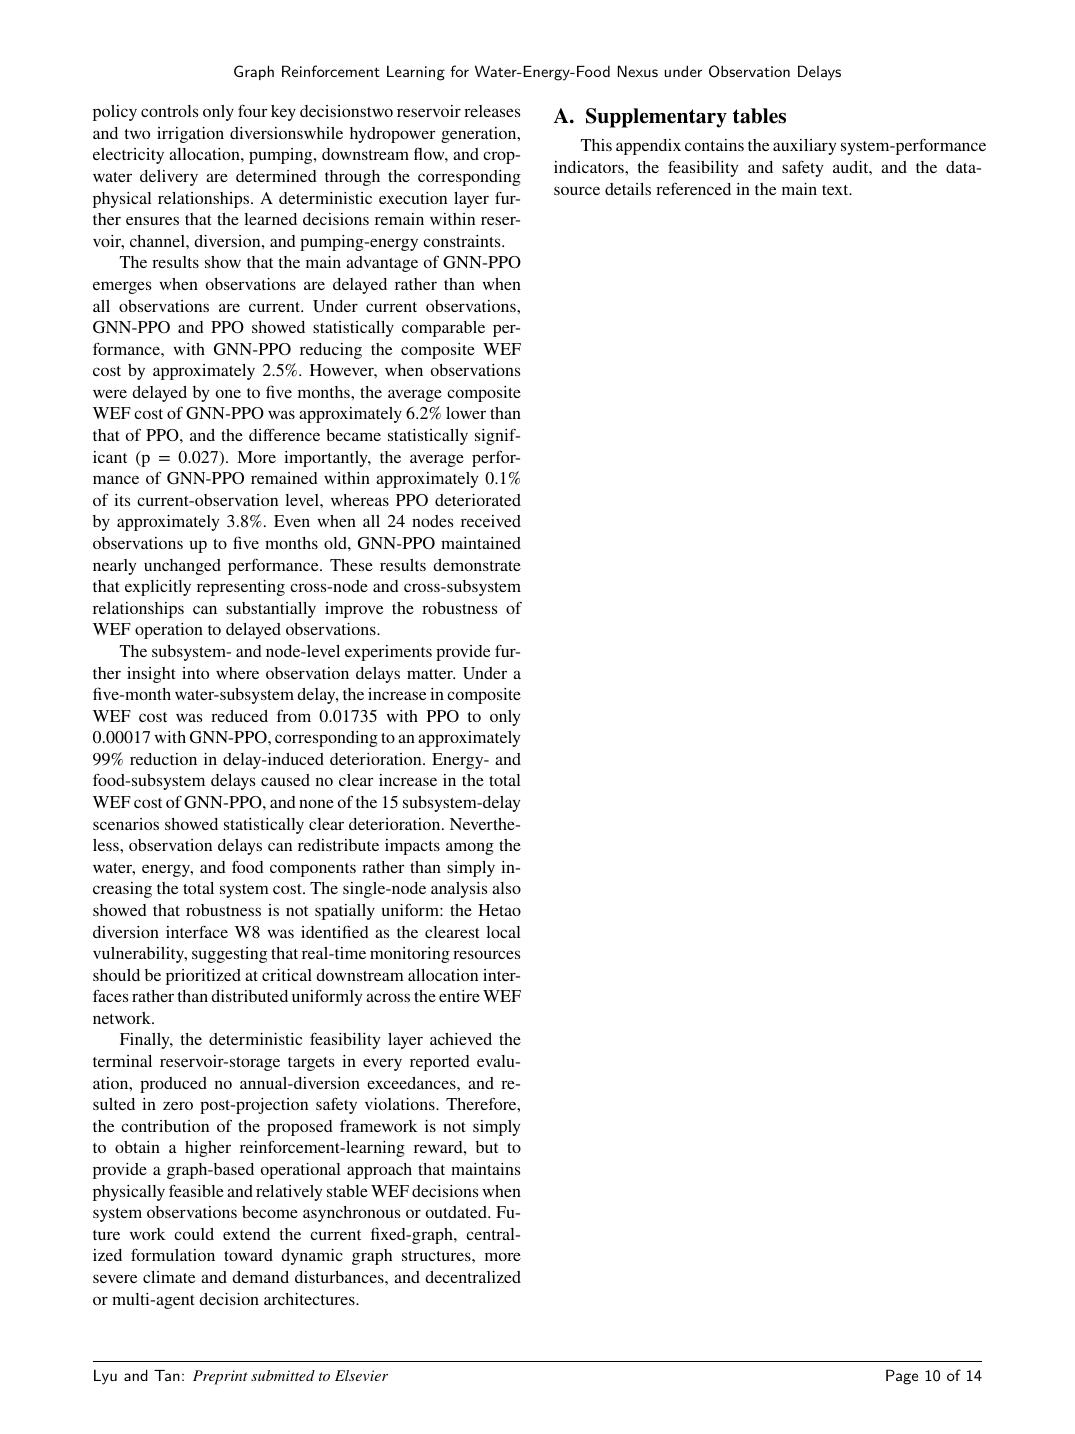 Graph Reinforcement Learning for Water-Energy-Food Nexus under Observation Delays
policy controls only four key decisionstwo reservoir releases
and two irrigation diversionswhile hydropower generation,
electricity allocation, pumping, downstream flow, and crop-
water delivery are determined through the corresponding
physical relationships. A deterministic execution layer fur-
ther ensures that the learned decisions remain within reser-
voir, channel, diversion, and pumping-energy constraints.
The results show that the main advantage of GNN-PPO
emerges when observations are delayed rather than when
all observations are current. Under current observations,
GNN-PPO and PPO showed statistically comparable per-
formance, with GNN-PPO reducing the composite WEF
cost by approximately 2.5%. However, when observations
were delayed by one to five months, the average composite
WEF cost of GNN-PPO was approximately 6.2% lower than
that of PPO, and the difference became statistically signif-
icant (p = 0.027). More importantly, the average perfor-
mance of GNN-PPO remained within approximately 0.1%
of its current-observation level, whereas PPO deteriorated
by approximately 3.8%. Even when all 24 nodes received
observations up to five months old, GNN-PPO maintained
nearly unchanged performance. These results demonstrate
that explicitly representing cross-node and cross-subsystem
relationships can substantially improve the robustness of
WEF operation to delayed observations.
The subsystem- and node-level experiments provide fur-
ther insight into where observation delays matter. Under a
five-month water-subsystem delay, the increase in composite
WEF cost was reduced from 0.01735 with PPO to only
0.00017 with GNN-PPO, corresponding to an approximately
99% reduction in delay-induced deterioration. Energy- and
food-subsystem delays caused no clear increase in the total
WEF cost of GNN-PPO, and none of the 15 subsystem-delay
scenarios showed statistically clear deterioration. Neverthe-
less, observation delays can redistribute impacts among the
water, energy, and food components rather than simply in-
creasing the total system cost. The single-node analysis also
showed that robustness is not spatially uniform: the Hetao
diversion interface W8 was identified as the clearest local
vulnerability, suggesting that real-time monitoring resources
should be prioritized at critical downstream allocation inter-
faces rather than distributed uniformly across the entire WEF
network.
Finally, the deterministic feasibility layer achieved the
terminal reservoir-storage targets in every reported evalu-
ation, produced no annual-diversion exceedances, and re-
sulted in zero post-projection safety violations. Therefore,
the contribution of the proposed framework is not simply
to obtain a higher reinforcement-learning reward, but to
provide a graph-based operational approach that maintains
physically feasible and relatively stable WEF decisions when
system observations become asynchronous or outdated. Fu-
ture work could extend the current fixed-graph, central-
ized formulation toward dynamic graph structures, more
severe climate and demand disturbances, and decentralized
or multi-agent decision architectures.
A. Supplementary tables
This appendix contains the auxiliary system-performance
indicators, the feasibility and safety audit, and the data-
source details referenced in the main text.
Lyu and Tan: Preprint submitted to Elsevier
Page 10 of 14